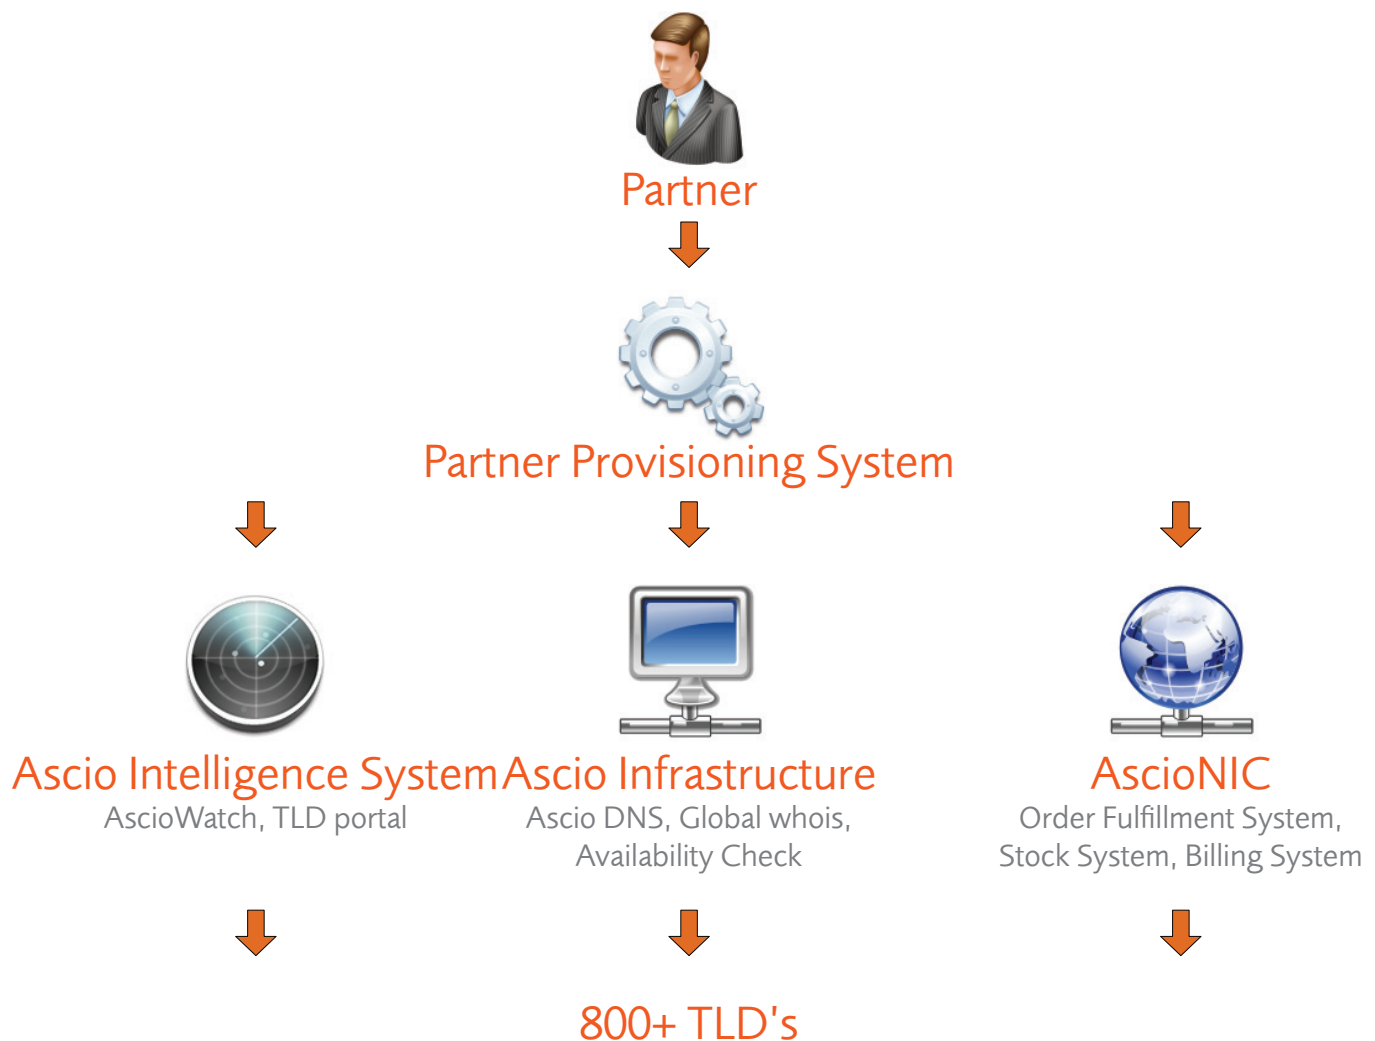 Partner
Partner Provisioning System
Ascio Intelligence System
AscioWatch, TLD portal
Ascio Infrastructure
Ascio DNS, Global whois,
Availability Check
AscioNIC
Order Fulfillment System,
Stock System, Billing System
800+ TLD's